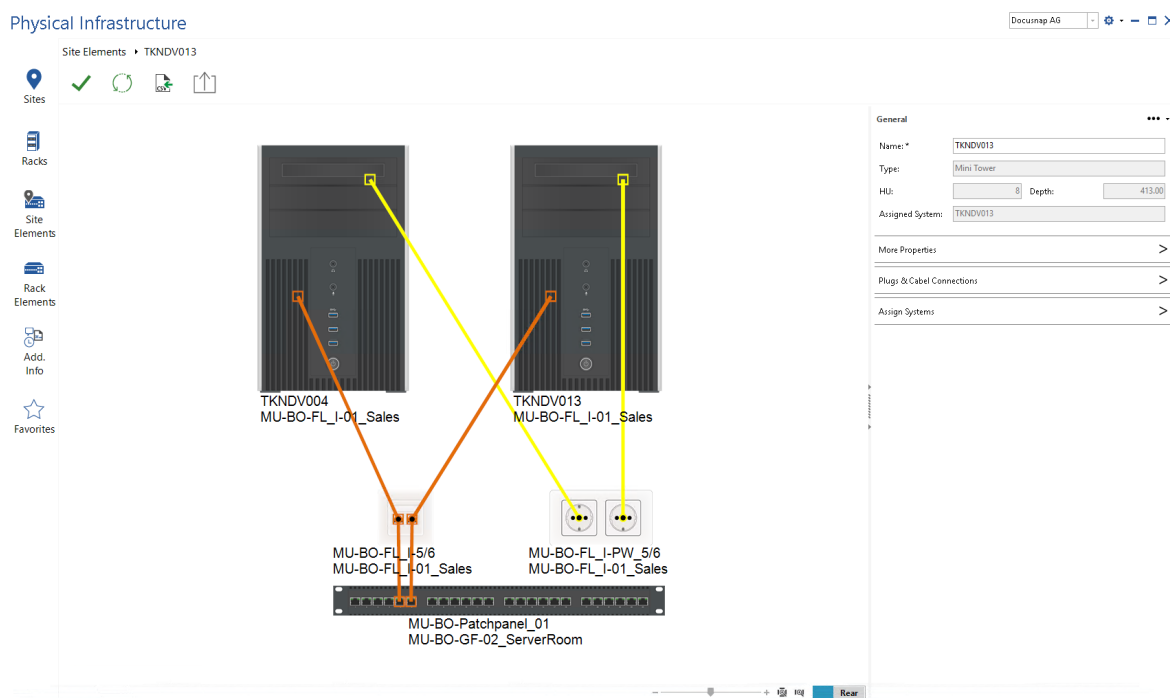 Physical Infrastructure
Docusnap AG
Site Elements TKNDV013
Sites
Racks
Site
Elements
Rack
Elements
Add.
Info
Favorites
CSV
General
Name: * TKNDV013
Type: Mini Tower
HU: 8 Depth: 413.00
Assigned System: TKNDV013
More Properties
Plugs & Cabel Connections
Assign Systems
TKNDV004
MU-BO-FL_I-01_Sales
TKNDV013
MU-BO-FL_I-01_Sales
MU-BO-FL_I-5/6
MU-BO-FL_I-01_Sales
MU-BO-FL_I-PW_5/6
MU-BO-FL_I-01_Sales
MU-BO-Patchpanel_01
MU-BO-GF-02_ServerRoom
Rear